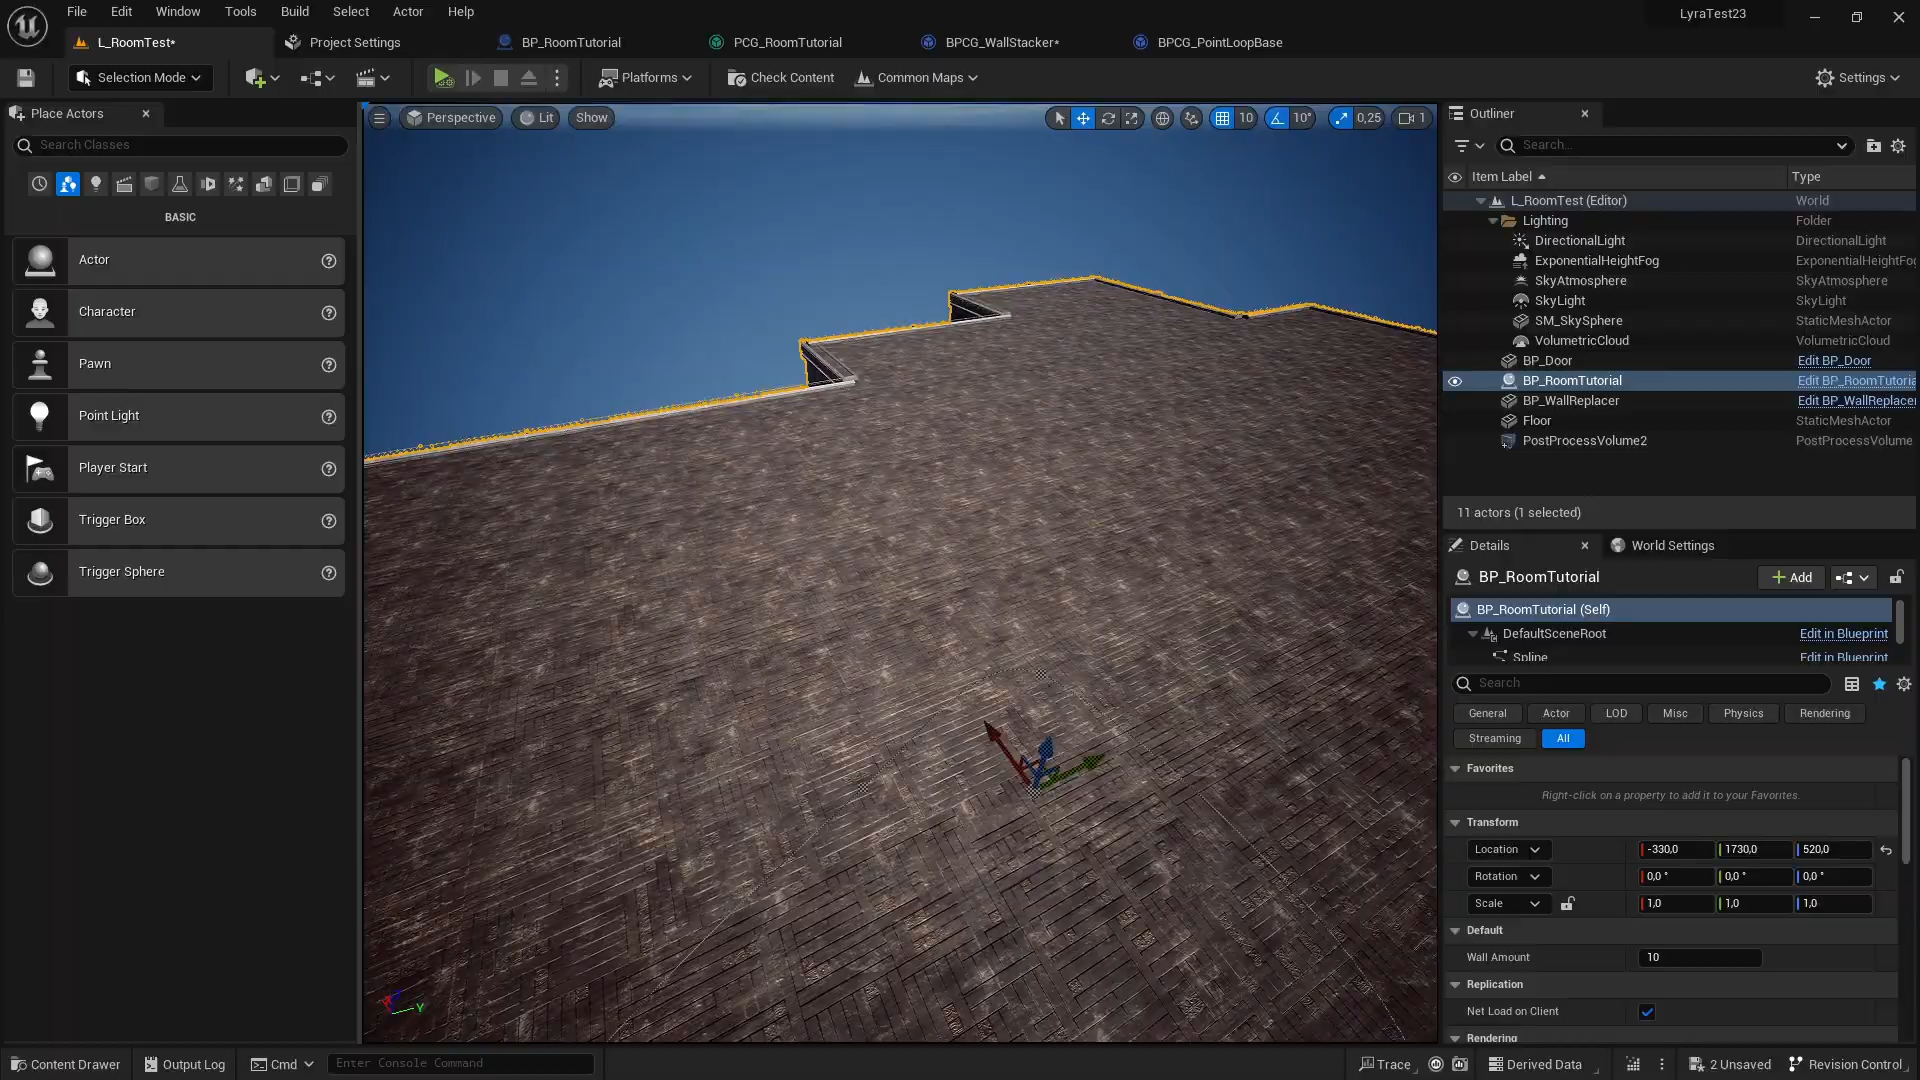 File Edit Window Tools Build Select Actor Help
LyraTest23
L_RoomTest*
Project Settings
BP_RoomTutorial
PCG_RoomTutorial
BPCG_WallStacker*
BPCG_PointLoopBase
Selection Mode
Platforms
Check Content
Common Maps
Settings
Place Actors
Search Classes
BASIC
Actor
Character
Pawn
Point Light
Player Start
Trigger Box
Trigger Sphere
Perspective
Lit
Show
10
10°
0,25
1
Y
Outliner
Search...
Item Label Type
L_RoomTest (Editor) World
Lighting Folder
DirectionalLight DirectionalLight
ExponentialHeightFog ExponentialHeightFog
SkyAtmosphere SkyAtmosphere
SkyLight SkyLight
SM_SkySphere StaticMeshActor
VolumetricCloud VolumetricCloud
BP_Door Edit BP_Door
BP_RoomTutorial Edit BP_RoomTutoria
BP_WallReplacer Edit BP_WallReplacer
Floor StaticMeshActor
PostProcessVolume2 PostProcessVolume
11 actors (1 selected)
Details
World Settings
BP_RoomTutorial
Add
BP_RoomTutorial (Self)
DefaultSceneRoot Edit in Blueprint
Spline Edit in Blueprint
Search
General Actor LOD Misc Physics Rendering
Streaming All
Favorites
Right-click on a property to add it to your Favorites.
Transform
Location -330,0 1730,0 520,0
Rotation 0,0 ° 0,0 ° 0,0 °
Scale 1,0 1,0 1,0
Default
Wall Amount 10
Replication
Net Load on Client
Rendering
Content Drawer
Output Log
Cmd
Enter Console Command
Trace
Derived Data
2 Unsaved
Revision Control